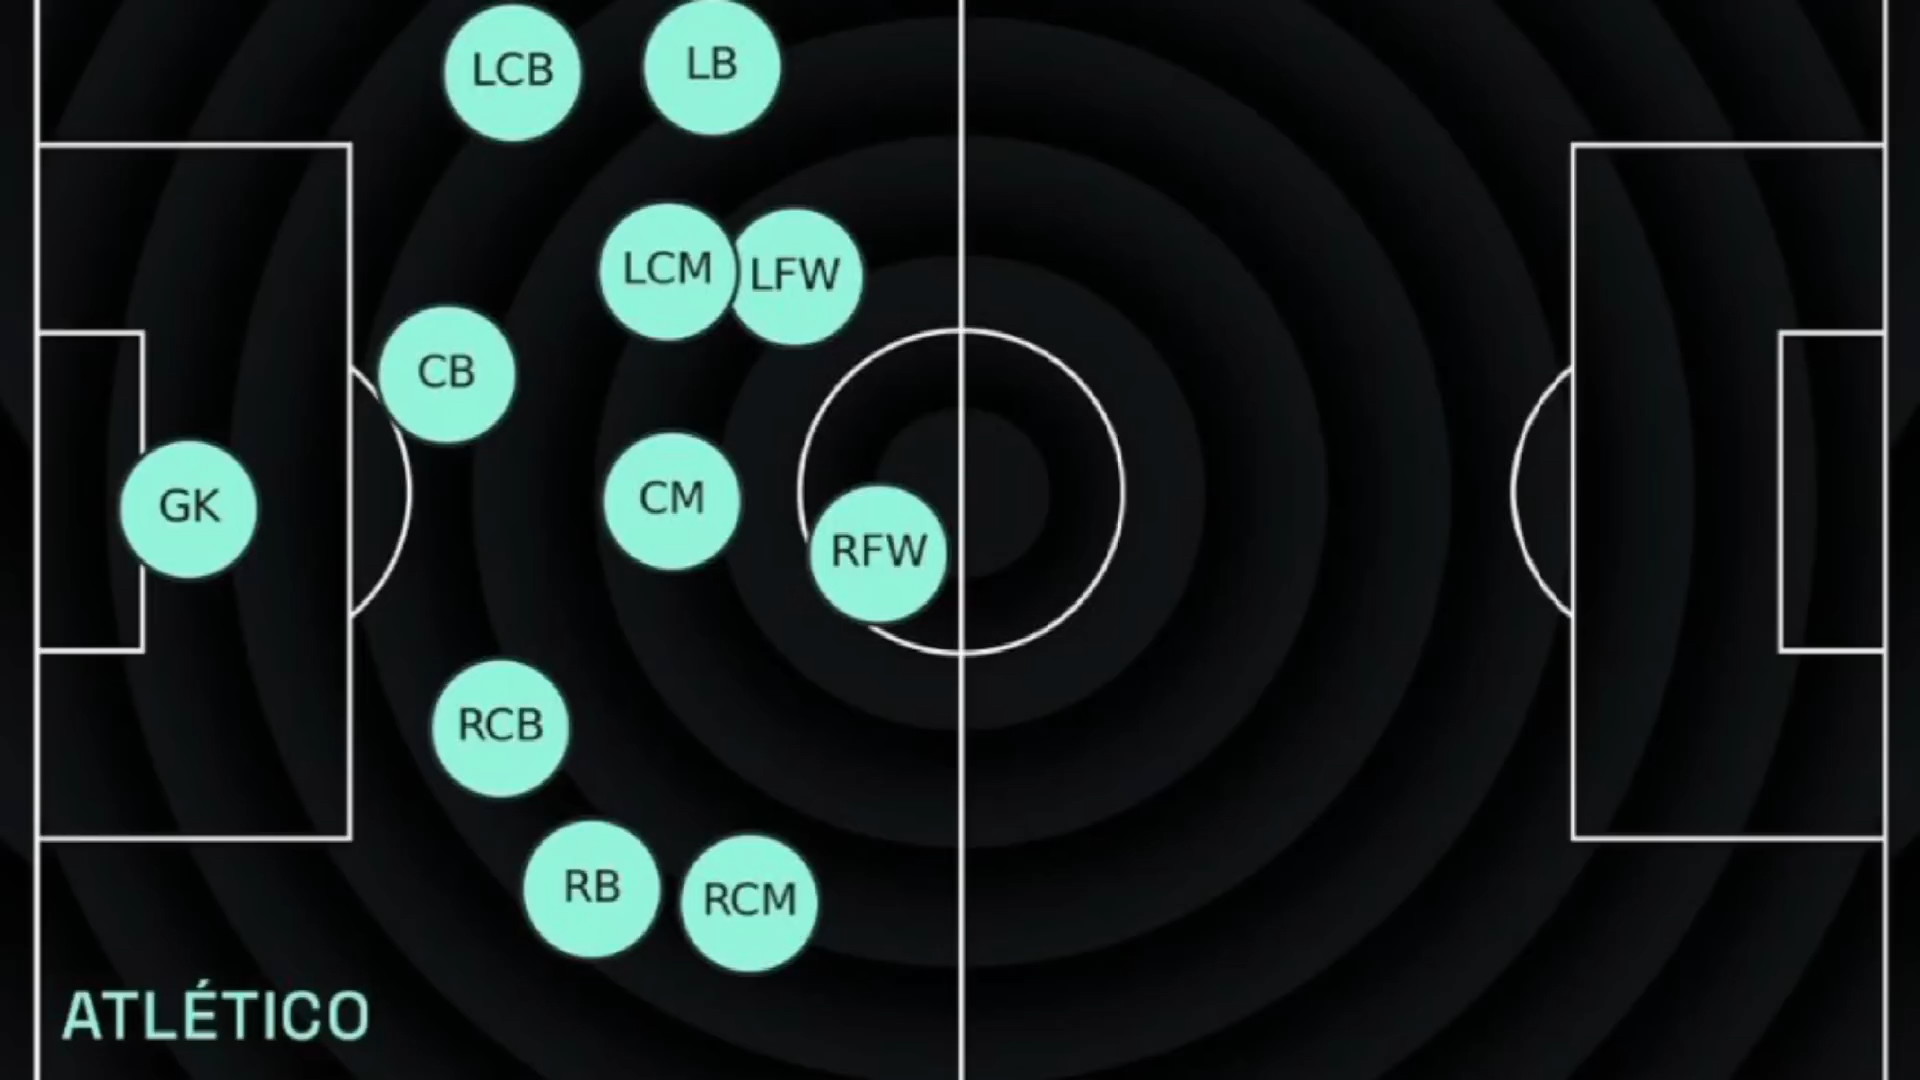 LCB
LB
LCM
LFW
CB
GK
CM
RFW
RCB
RB
RCM
ATLÉTICO